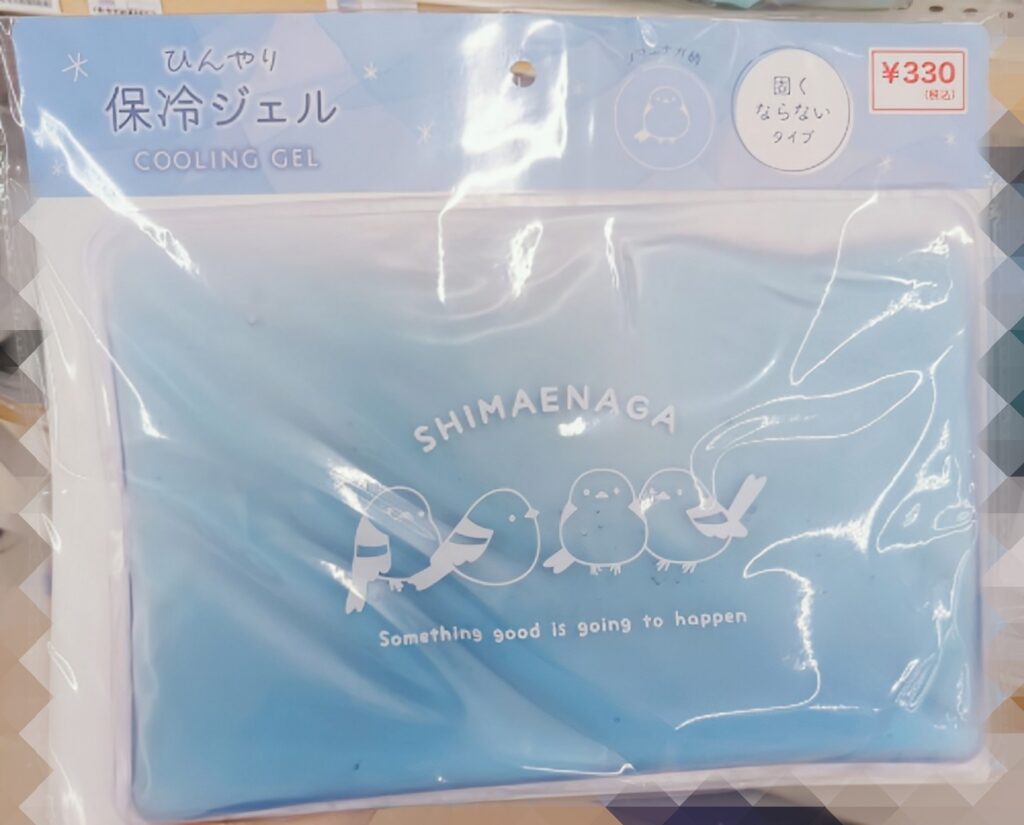 ひんやり
保冷ジェル
COOLING GEL
固く
ならない
タイプ
¥330
(税込)
SHIMAENAGA
Something good is going to happen